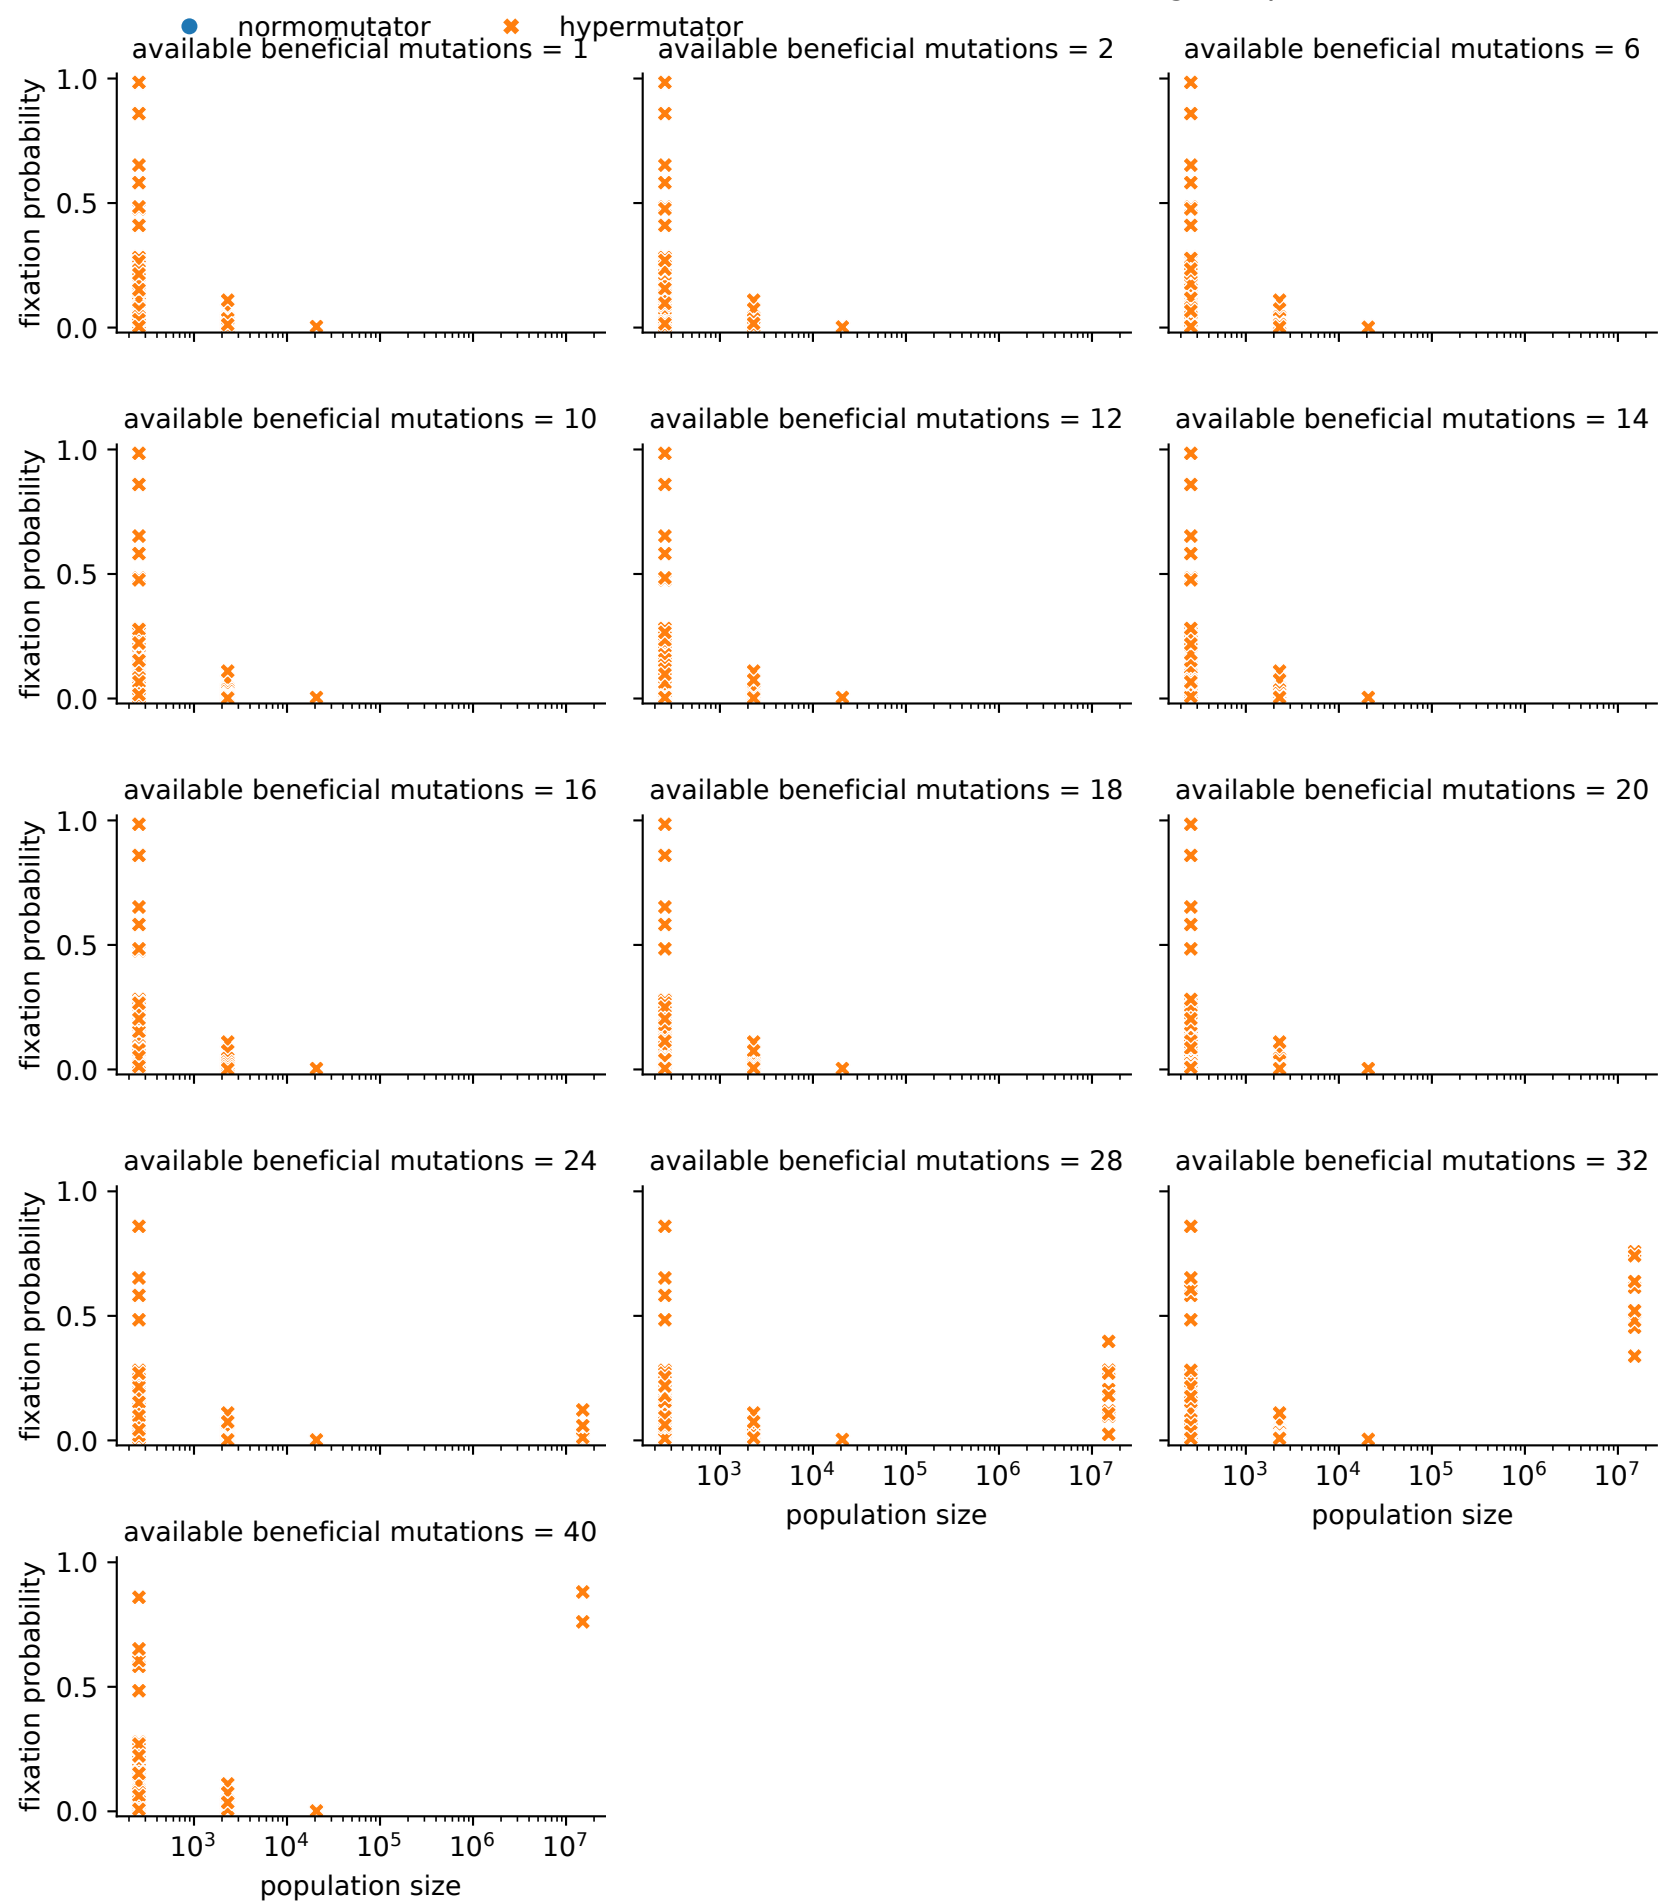 normomutator hypermutator
available beneficial mutations = 1 available beneficial mutations = 2 available beneficial mutations = 6
fixation probability
1.0
0.5
0.0
available beneficial mutations = 10 available beneficial mutations = 12 available beneficial mutations = 14
fixation probability
1.0
0.5
0.0
available beneficial mutations = 16 available beneficial mutations = 18 available beneficial mutations = 20
fixation probability
1.0
0.5
0.0
available beneficial mutations = 24 available beneficial mutations = 28 available beneficial mutations = 32
fixation probability
1.0
0.5
0.0
10³ 10⁴ 10⁵ 10⁶ 10⁷ 10³ 10⁴ 10⁵ 10⁶ 10⁷
population size population size
available beneficial mutations = 40
fixation probability
1.0
0.5
0.0
10³ 10⁴ 10⁵ 10⁶ 10⁷
population size